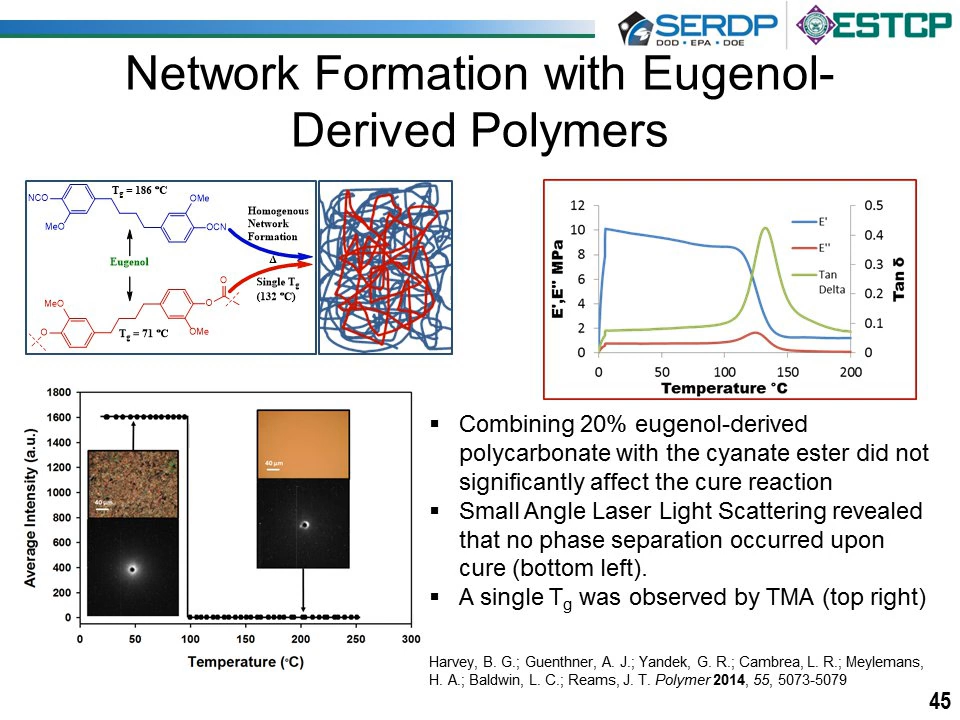 SERDP
DOD • EPA • DOE
ESTCP
Network Formation with Eugenol-
Derived Polymers
Tg = 186 °C
NCO
OMe
MeO
OCN
Homogenous
Network
Formation
Eugenol
Δ
Single Tg
(132 °C)
MeO
O
O
O
Tg = 71 °C
OMe
12
10
8
6
4
2
0
E',E'' MPa
0.5
0.4
0.3
0.2
0.1
0
Tan δ
E'
E''
Tan
Delta
0 50 100 150 200
Temperature °C
1800
1600
1400
1200
1000
800
600
400
200
0
Average Intensity (a.u.)
40 μm
40 μm
0 50 100 150 200 250 300
Temperature (°C)
▪ Combining 20% eugenol-derived
polycarbonate with the cyanate ester did not
significantly affect the cure reaction
▪ Small Angle Laser Light Scattering revealed
that no phase separation occurred upon
cure (bottom left).
▪ A single Tg was observed by TMA (top right)
Harvey, B. G.; Guenthner, A. J.; Yandek, G. R.; Cambrea, L. R.; Meylemans,
H. A.; Baldwin, L. C.; Reams, J. T. Polymer 2014, 55, 5073-5079
45